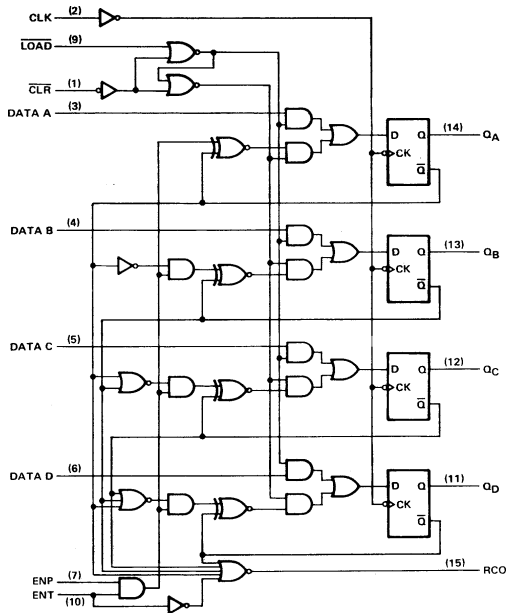 CLK (2)
LOAD (9)
CLR (1)
DATA A (3)
D Q (14) QA
CK
Q
DATA B (4)
D Q (13) QB
CK
Q
DATA C (5)
D Q (12) QC
CK
Q
DATA D (6)
D Q (11) QD
CK
Q
(15) RCO
ENP (7)
ENT (10)